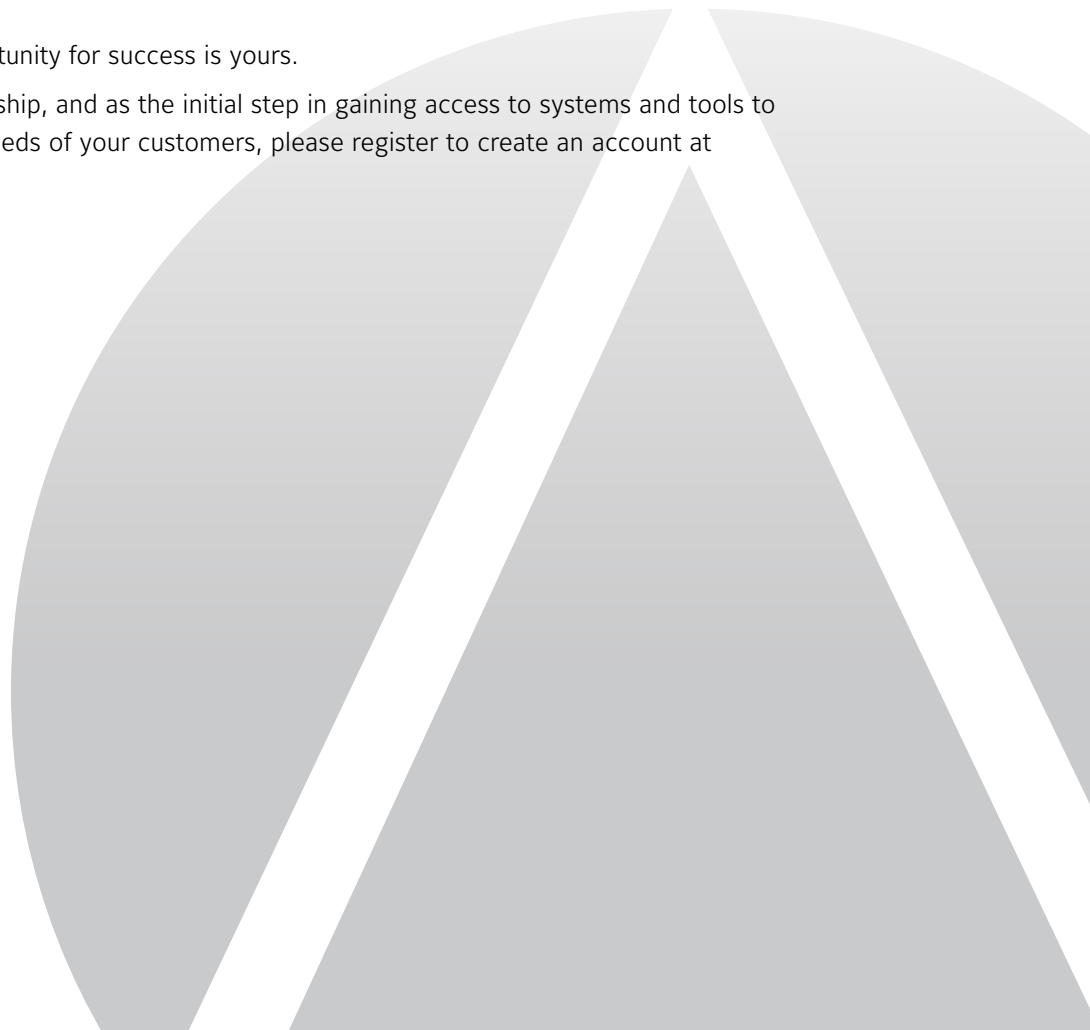 tunity for success is yours.
ship, and as the initial step in gaining access to systems and tools to
eds of your customers, please register to create an account at